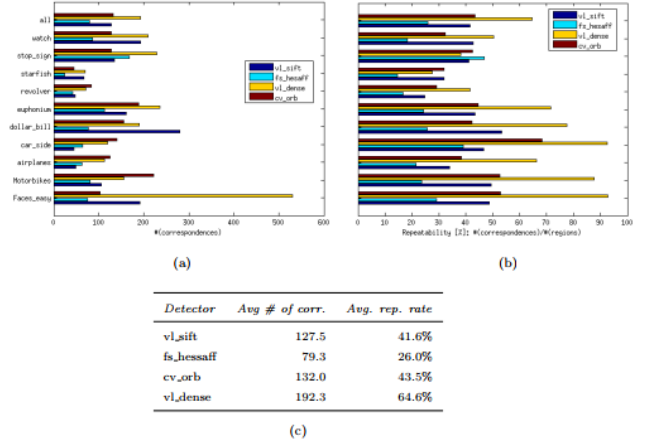 all
watch
stop_sign
starfish
revolver
euphonium
dollar_bill
car_side
airplanes
Motorbikes
Faces_easy
vl_sift
fs_hesaff
vl_dense
cv_orb
0 100 200 300 400 500 600
#(correspondences)
(a)
vl_sift
fs_hesaff
vl_dense
cv_orb
0 10 20 30 40 50 60 70 80 90 100
Repeatability [%]: #(correspondences)/#(regions)
(b)
Detector Avg # of corr. Avg. rep. rate
vl_sift 127.5 41.6%
fs_hessaff 79.3 26.0%
cv_orb 132.0 43.5%
vl_dense 192.3 64.6%
(c)